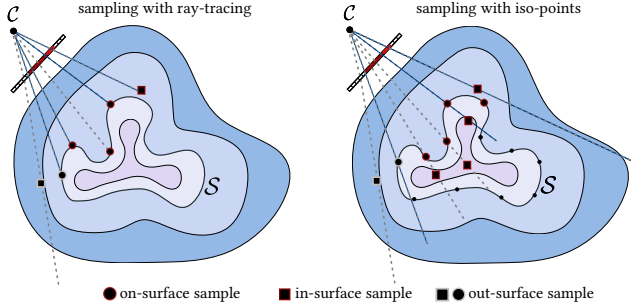 sampling with ray-tracing
sampling with iso-points
C
C
S
S
on-surface sample
in-surface sample
out-surface sample